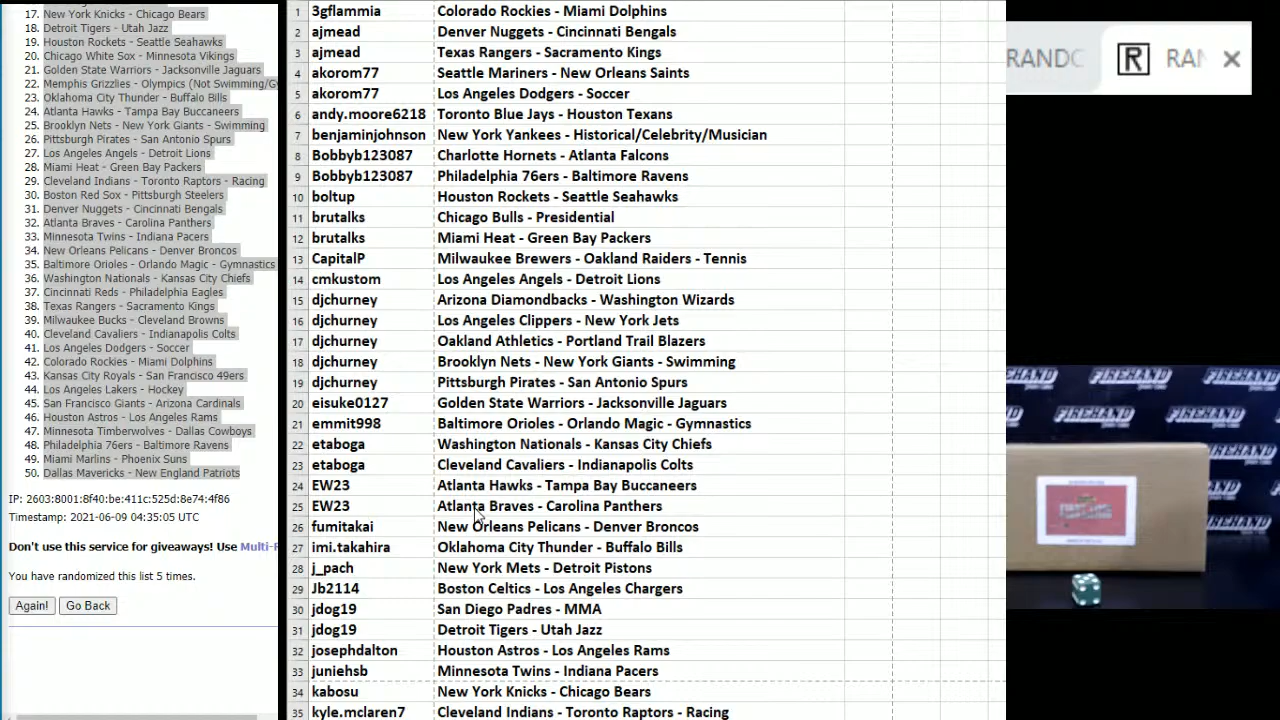 17. New York Knicks - Chicago Bears
18. Detroit Tigers - Utah Jazz
19. Houston Rockets - Seattle Seahawks
20. Chicago White Sox - Minnesota Vikings
21. Golden State Warriors - Jacksonville Jaguars
22. Memphis Grizzlies - Olympics (Not Swimming/Gy
23. Oklahoma City Thunder - Buffalo Bills
24. Atlanta Hawks - Tampa Bay Buccaneers
25. Brooklyn Nets - New York Giants - Swimming
26. Pittsburgh Pirates - San Antonio Spurs
27. Los Angeles Angels - Detroit Lions
28. Miami Heat - Green Bay Packers
29. Cleveland Indians - Toronto Raptors - Racing
30. Boston Red Sox - Pittsburgh Steelers
31. Denver Nuggets - Cincinnati Bengals
32. Atlanta Braves - Carolina Panthers
33. Minnesota Twins - Indiana Pacers
34. New Orleans Pelicans - Denver Broncos
35. Baltimore Orioles - Orlando Magic - Gymnastics
36. Washington Nationals - Kansas City Chiefs
37. Cincinnati Reds - Philadelphia Eagles
38. Texas Rangers - Sacramento Kings
39. Milwaukee Bucks - Cleveland Browns
40. Cleveland Cavaliers - Indianapolis Colts
41. Los Angeles Dodgers - Soccer
42. Colorado Rockies - Miami Dolphins
43. Kansas City Royals - San Francisco 49ers
44. Los Angeles Lakers - Hockey
45. San Francisco Giants - Arizona Cardinals
46. Houston Astros - Los Angeles Rams
47. Minnesota Timberwolves - Dallas Cowboys
48. Philadelphia 76ers - Baltimore Ravens
49. Miami Marlins - Phoenix Suns
50. Dallas Mavericks - New England Patriots
IP: 2603:8001:8f40:be:411c:525d:8e74:4f86
Timestamp: 2021-06-09 04:35:05 UTC
Don't use this service for giveaways! Use Multi-
You have randomized this list 5 times.
Again! Go Back
1 3gflammia Colorado Rockies - Miami Dolphins
2 ajmead Denver Nuggets - Cincinnati Bengals
3 ajmead Texas Rangers - Sacramento Kings
4 akorom77 Seattle Mariners - New Orleans Saints
5 akorom77 Los Angeles Dodgers - Soccer
6 andy.moore6218 Toronto Blue Jays - Houston Texans
7 benjaminjohnson New York Yankees - Historical/Celebrity/Musician
8 Bobbyb123087 Charlotte Hornets - Atlanta Falcons
9 Bobbyb123087 Philadelphia 76ers - Baltimore Ravens
10 boltup Houston Rockets - Seattle Seahawks
11 brutalks Chicago Bulls - Presidential
12 brutalks Miami Heat - Green Bay Packers
13 CapitalP Milwaukee Brewers - Oakland Raiders - Tennis
14 cmkustom Los Angeles Angels - Detroit Lions
15 djchurney Arizona Diamondbacks - Washington Wizards
16 djchurney Los Angeles Clippers - New York Jets
17 djchurney Oakland Athletics - Portland Trail Blazers
18 djchurney Brooklyn Nets - New York Giants - Swimming
19 djchurney Pittsburgh Pirates - San Antonio Spurs
20 eisuke0127 Golden State Warriors - Jacksonville Jaguars
21 emmit998 Baltimore Orioles - Orlando Magic - Gymnastics
22 etaboga Washington Nationals - Kansas City Chiefs
23 etaboga Cleveland Cavaliers - Indianapolis Colts
24 EW23 Atlanta Hawks - Tampa Bay Buccaneers
25 EW23 Atlanta Braves - Carolina Panthers
26 fumitakai New Orleans Pelicans - Denver Broncos
27 imi.takahira Oklahoma City Thunder - Buffalo Bills
28 j_pach New York Mets - Detroit Pistons
29 Jb2114 Boston Celtics - Los Angeles Chargers
30 jdog19 San Diego Padres - MMA
31 jdog19 Detroit Tigers - Utah Jazz
32 josephdalton Houston Astros - Los Angeles Rams
33 juniehsb Minnesota Twins - Indiana Pacers
34 kabosu New York Knicks - Chicago Bears
35 kyle.mclaren7 Cleveland Indians - Toronto Raptors - Racing
RANDO R RAN
FIREHAND FIREHAND FIREHAND